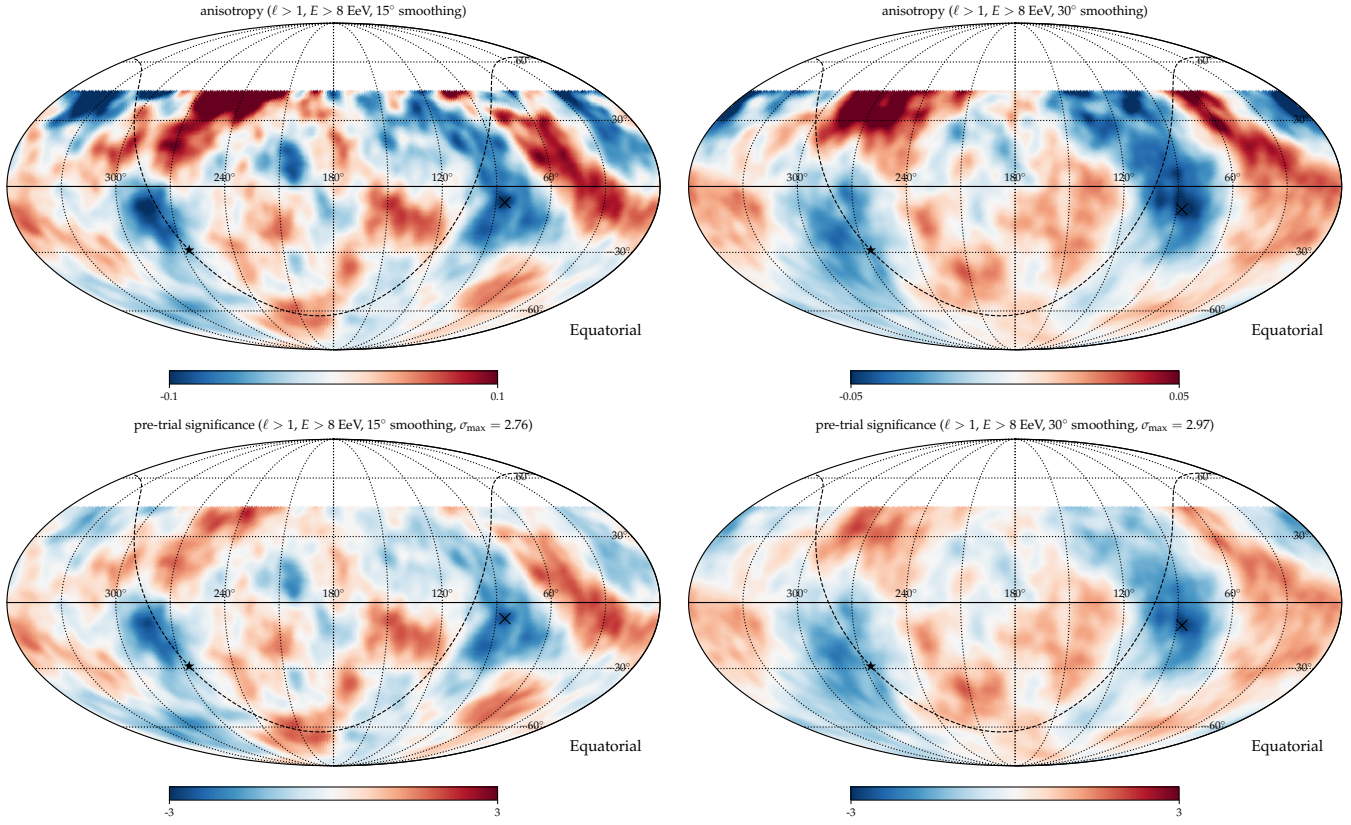 anisotropy (ℓ > 1, E > 8 EeV, 15° smoothing)
60°
30°
300° 240° 180° 120° 60°
30°
-60°
Equatorial
-0.1 0.1
anisotropy (ℓ > 1, E > 8 EeV, 30° smoothing)
60°
30°
300° 240° 180° 120° 60°
30°
-60°
Equatorial
-0.05 0.05
pre-trial significance (ℓ > 1, E > 8 EeV, 15° smoothing, σmax = 2.76)
60°
30°
300° 240° 180° 120° 60°
30°
-60°
Equatorial
-3 3
pre-trial significance (ℓ > 1, E > 8 EeV, 30° smoothing, σmax = 2.97)
60°
30°
300° 240° 180° 120° 60°
30°
-60°
Equatorial
-3 3